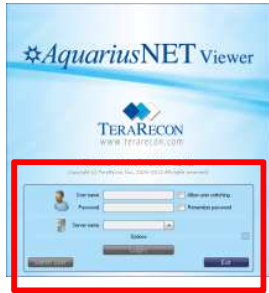 AquariusNET Viewer
TERARECON
www.terarecon.com
User name
Allow user switching
Password
Remember password
Server name
Options
Exit